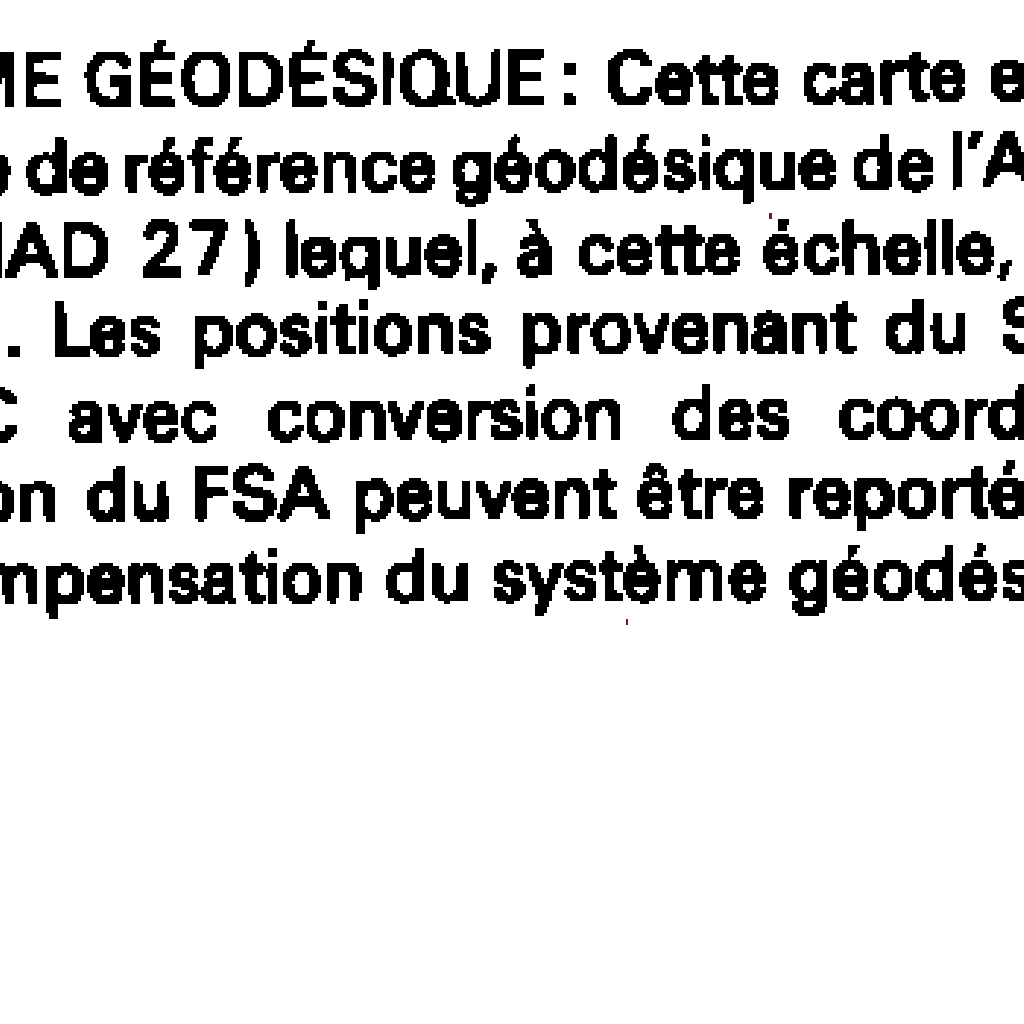 ME GÉODÉSIQUE : Cette carte e
e de référence géodésique de l'A
NAD 27) lequel, à cette échelle,
. Les positions provenant du S
C avec conversion des coord
on du FSA peuvent être reporté
mpensation du système géodés